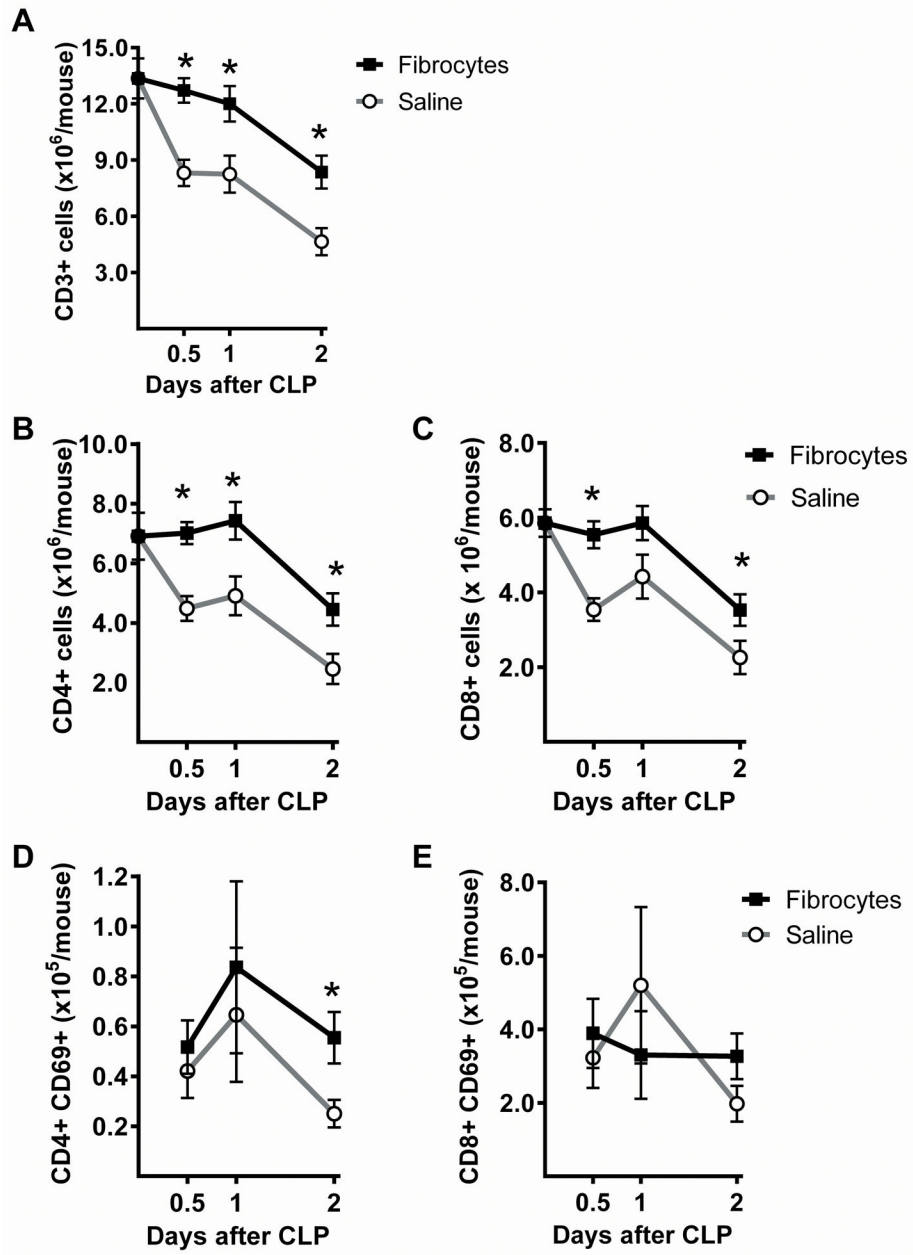 A
CD3+ cells (x10⁶/mouse)
15.0
12.0
9.0
6.0
3.0
* * *
Fibrocytes
Saline
0.5 1 2
Days after CLP
B
CD4+ cells (x10⁶/mouse)
10.0
8.0
6.0
4.0
2.0
* * *
0.5 1 2
Days after CLP
C
CD8+ cells (x 10⁶/mouse)
8.0
6.0
4.0
2.0
* *
Fibrocytes
Saline
0.5 1 2
Days after CLP
D
CD4+ CD69+ (x10⁵/mouse)
1.2
1.0
0.8
0.6
0.4
0.2
*
0.5 1 2
Days after CLP
E
CD8+ CD69+ (x10⁵/mouse)
8.0
6.0
4.0
2.0
Fibrocytes
Saline
0.5 1 2
Days after CLP